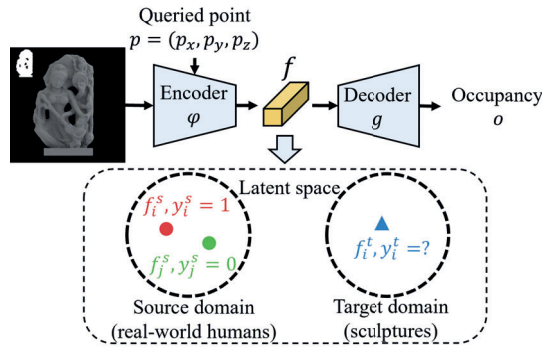 Queried point
p = (pₓ, p_y, p_z)
f
Encoder
φ
Decoder
g
Occupancy
o
Latent space
f_i^s, y_i^s = 1
f_j^s, y_j^s = 0
f_i^t, y_i^t =?
Source domain
(real-world humans)
Target domain
(sculptures)